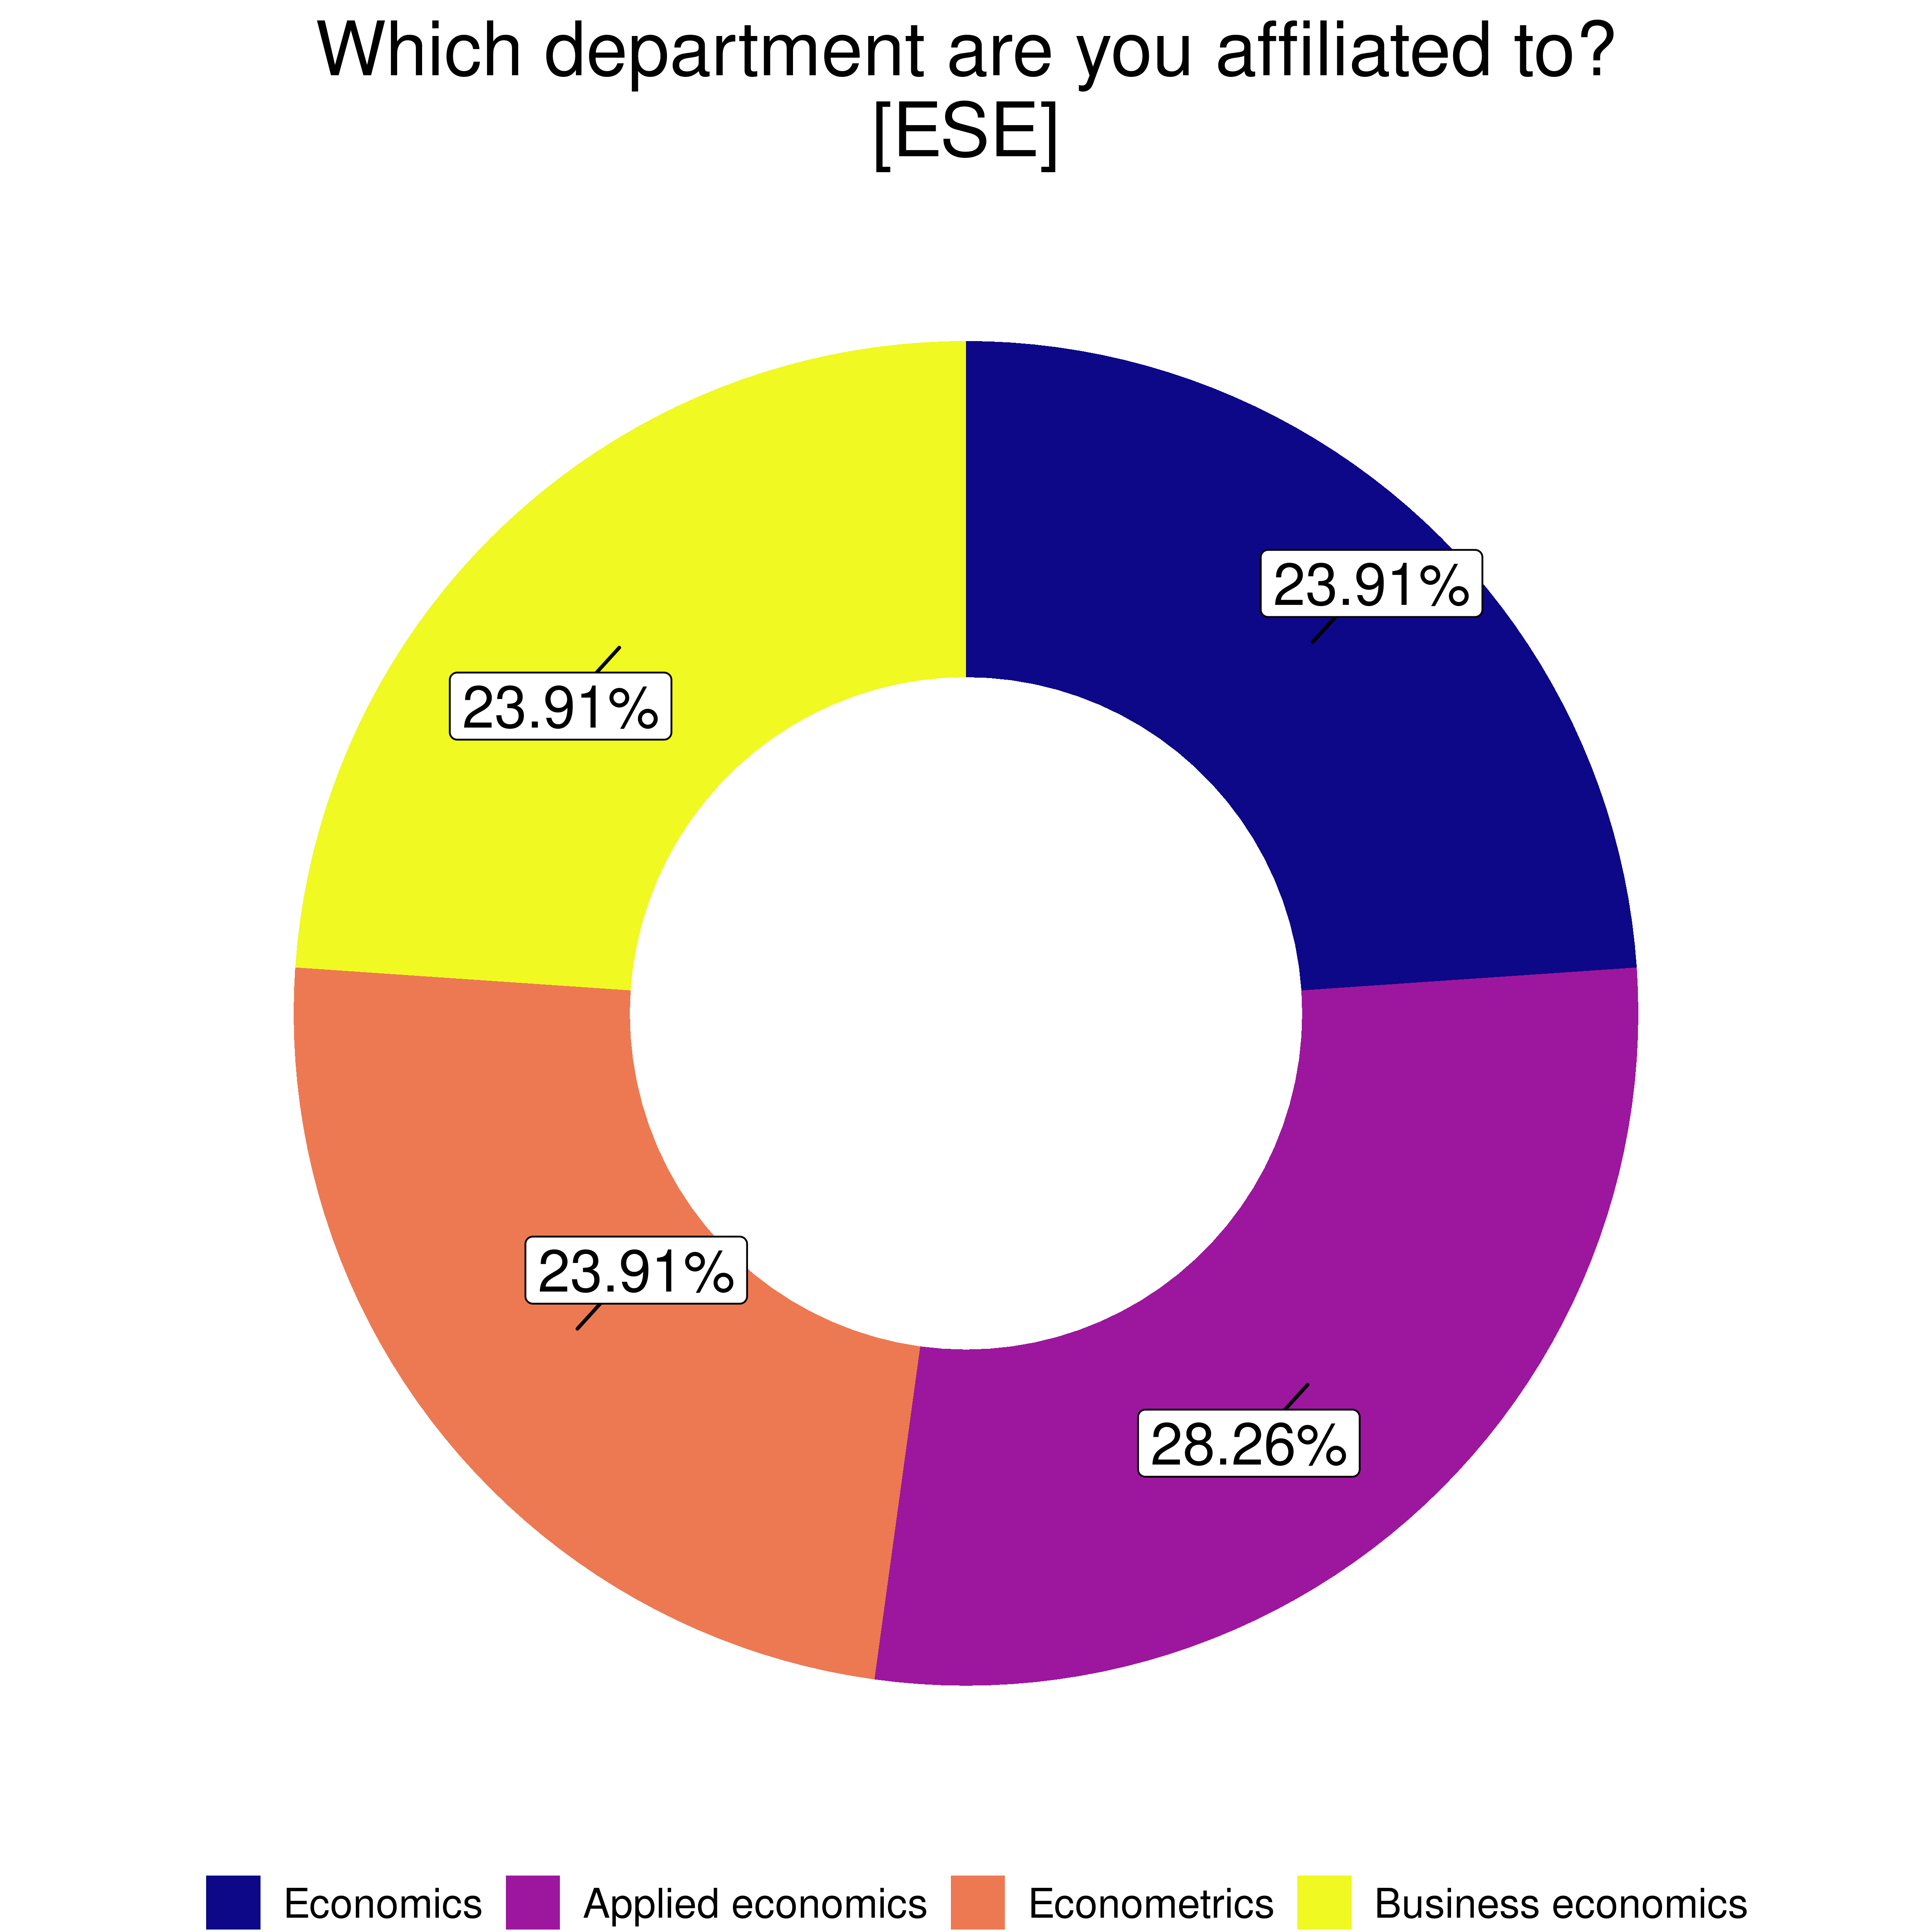 Which department are you affilliated to?
[ESE]
23.91%
23.91%
23.91%
28.26%
Economics
Applied economics
Econometrics
Business economics